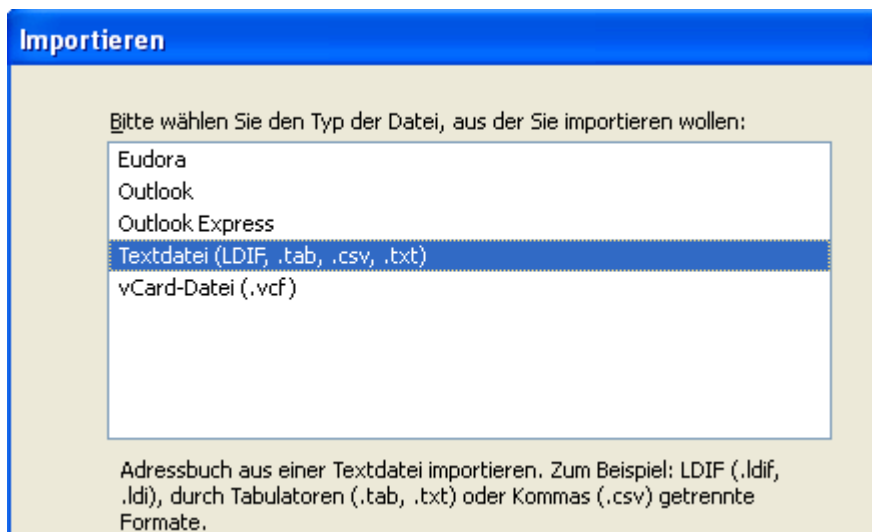 Importieren
Bitte wählen Sie den Typ der Datei, aus der Sie importieren wollen:
Eudora
Outlook
Outlook Express
Textdatei (LDIF, .tab, .csv, .txt)
vCard-Datei (.vcf)
Adressbuch aus einer Textdatei importieren. Zum Beispiel: LDIF (.ldif,
.ldi), durch Tabulatoren (.tab, .txt) oder Kommas (.csv) getrennte
Formate.